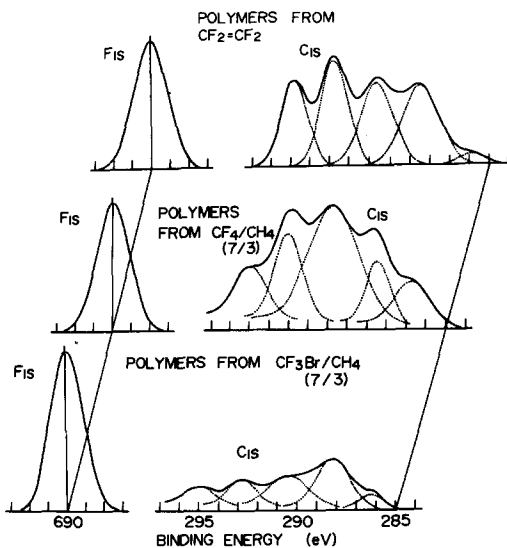 POLYMERS FROM
CF₂=CF₂
F1S
C1S
POLYMERS
FROM CF₄/CH₄
(7/3)
F1S
C1S
POLYMERS FROM CF₃Br/CH₄
(7/3)
F1S
C1S
690
295
290
285
BINDING ENERGY (eV)